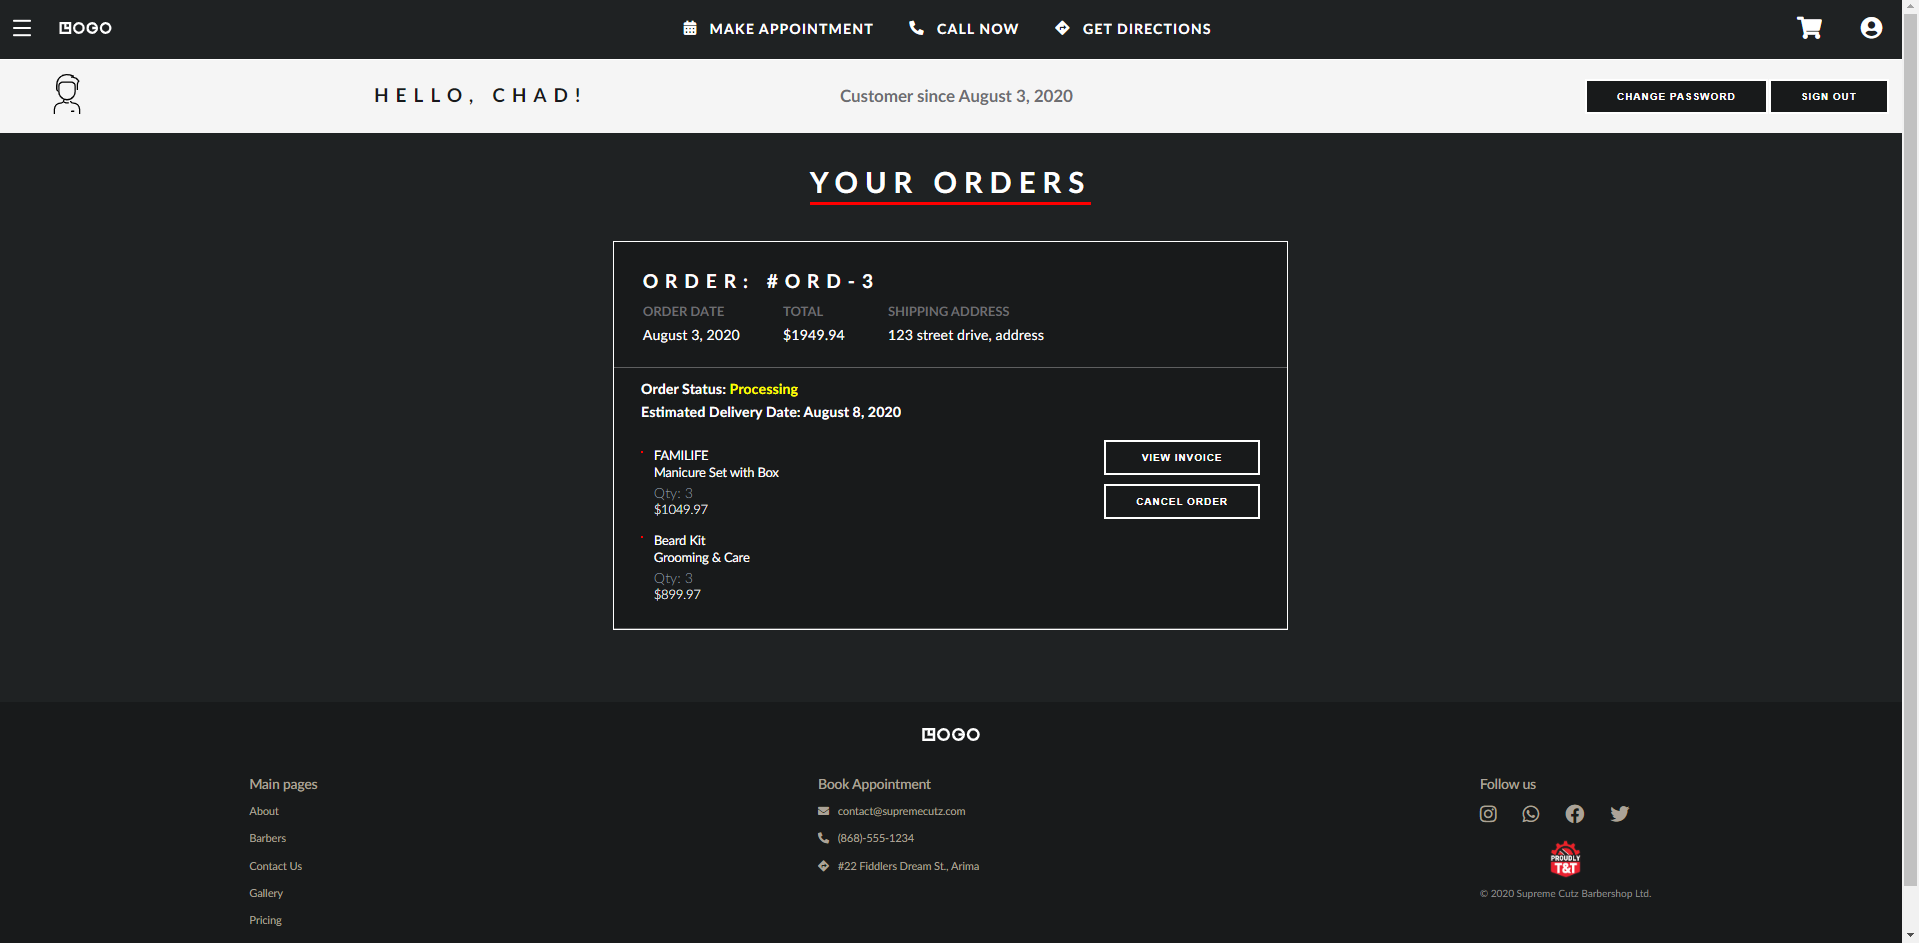 LOGO
MAKE APPOINTMENT
CALL NOW
GET DIRECTIONS
HELLO, CHAD!
Customer since August 3, 2020
CHANGE PASSWORD
SIGN OUT
YOUR ORDERS
ORDER: #ORD-3
ORDER DATE
TOTAL
SHIPPING ADDRESS
August 3, 2020
$1949.94
123 street drive, address
Order Status: Processing
Estimated Delivery Date: August 8, 2020
FAMILIFE
Manicure Set with Box
Qty: 3
$1049.97
VIEW INVOICE
CANCEL ORDER
Beard Kit
Grooming & Care
Qty: 3
$899.97
LOGO
Main pages
About
Barbers
Contact Us
Gallery
Pricing
Book Appointment
contact@supremecutz.com
(868)-555-1234
#22 Fiddlers Dream St., Arima
Follow us
PROUDLY
T&T
© 2020 Supreme Cutz Barbershop Ltd.